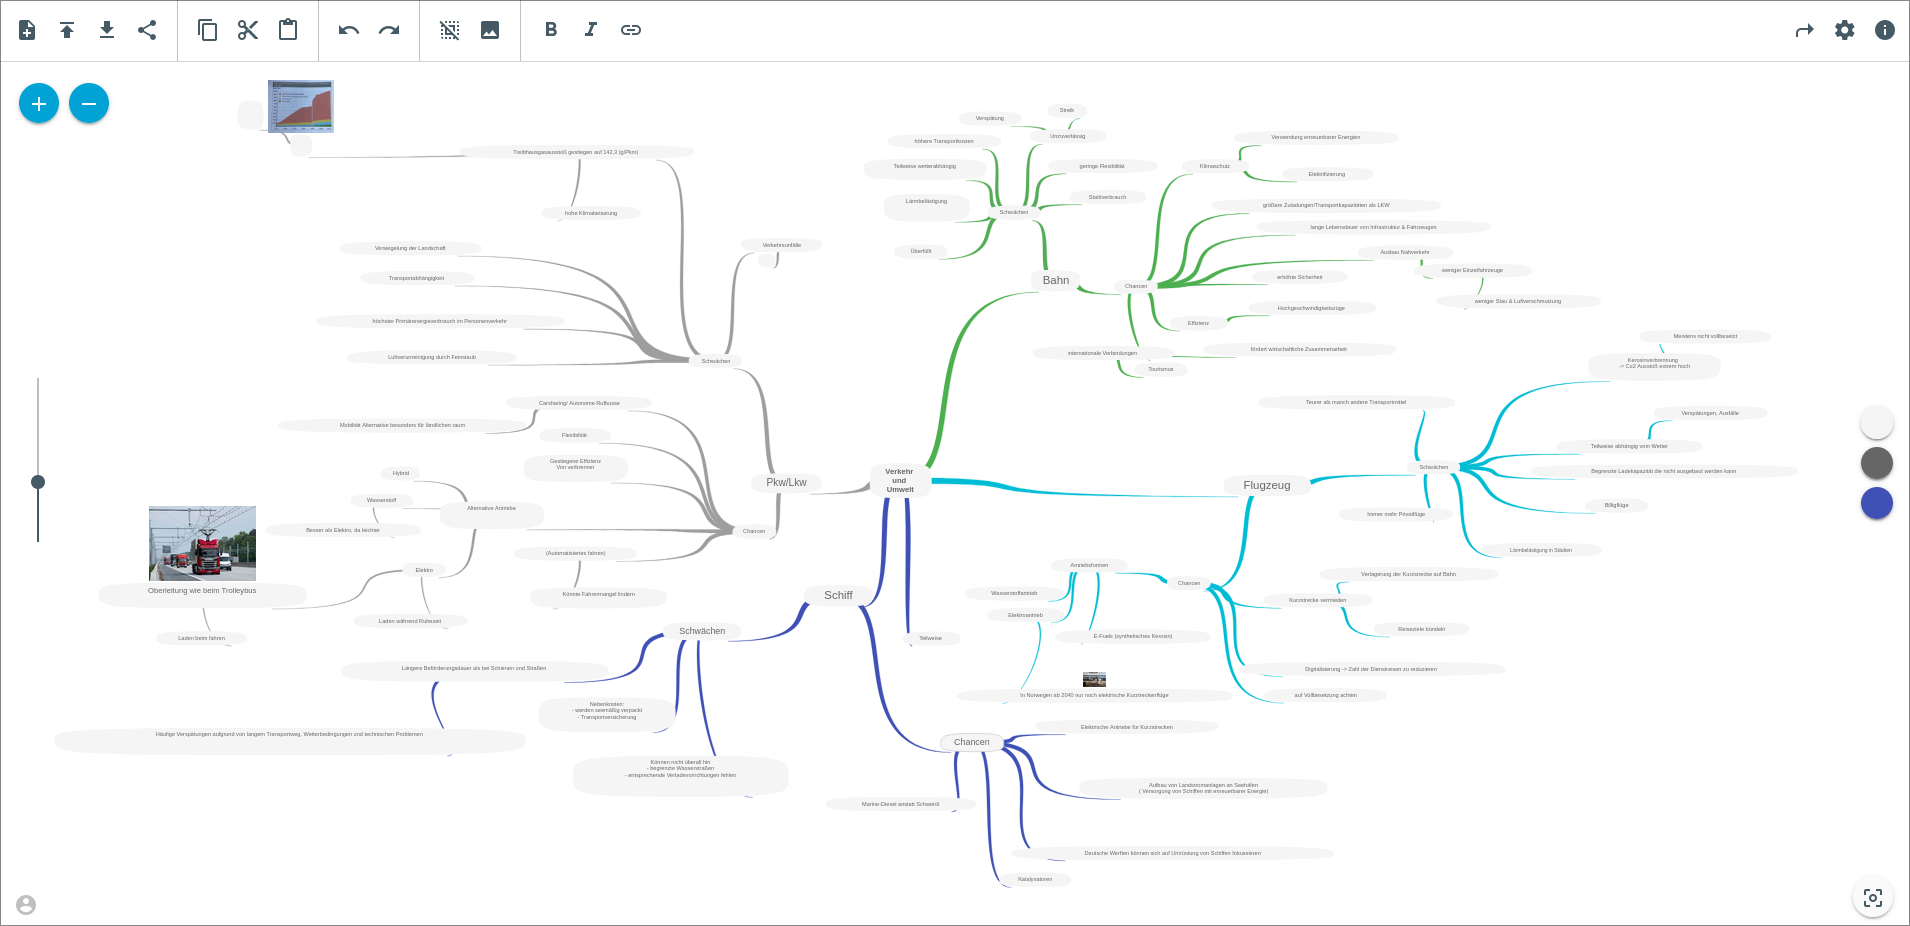 Verkehr
und
Umwelt
Pkw/Lkw
Schwächen
Treibhausgasausstoß gestiegen auf 142,3 (g/Pkm)
hohe Klimabelastung
Verkehrsunfälle
Versiegelung der Landschaft
Transportabhängigkeit
höchster Primärenergieverbrauch im Personenverkehr
Luftverunreinigung durch Feinstaub
Chancen
Carsharing/ Autonome Rufbusse
Mobilität Alternative besonders für ländlichen raum
Flexibilität
Gestiegene Effizienz
Von verbrenner
Alternative Antriebe
Hybrid
Wasserstoff
Besser als Elektro, da leichter
Elektro
Oberleitung wie beim Trolleybus
Laden beim fahren
Laden während Ruhezeit
(Automatisiertes fahren)
Könnte Fahrermangel lindern
Bahn
Schwächen
Verspätung
Streik
Unzuverlässig
höhere Transportkosten
Teilweise wetterabhängig
geringe Flexibilität
Lärmbelästigung
Stahlverbrauch
Überfüllt
Chancen
Klimaschutz
Verwendung erneuerbarer Energien
Elektrifizierung
größere Zuladungen/Transportkapazitäten als LKW
lange Lebensdauer von Infrastruktur & Fahrzeugen
Ausbau Nahverkehr
weniger Einzelfahrzeuge
weniger Stau & Luftverschmutzung
erhöhte Sicherheit
Effizienz
Hochgeschwindigkeitszüge
internationale Verbindungen
fördert wirtschaftliche Zusammenarbeit
Tourismus
Flugzeug
Schwächen
Teurer als manch andere Transportmittel
Meistens nicht vollbesetzt
Kerosinverbrennung
-> Co2 Ausstoß extrem hoch
Verspätungen, Ausfälle
Teilweise abhängig vom Wetter
Begrenzte Ladekapazität die nicht ausgebaut werden kann
Billigflüge
Immer mehr Privatflüge
Lärmbelästigung in Städten
Chancen
Antriebsformen
Wasserstoffantrieb
Elektroantrieb
E-Fuels (synthetisches Kerosin)
In Norwegen ab 2040 nur noch elektrische Kurzstreckenflüge
Verlagerung der Kurzstrecke auf Bahn
Kurzstrecke vermieden
Reiseziele bündeln
Digitalisierung -> Zahl der Dienstreisen zu reduzieren
auf Vollbesetzung achten
Teilweise
Schiff
Schwächen
Längere Beförderungsdauer als bei Schienen und Straßen
Häufige Verspätungen aufgrund von langem Transportweg, Wetterbedingungen und technischen Problemen
Nebenkosten:
- werden seemäßig verpackt
- Transportversicherung
Können nicht überall hin
- begrenzte Wasserstraßen
- entsprechende Verladevorrichtungen fehlen
Chancen
Elektrische Antriebe für Kurzstrecken
Aufbau von Landstromanlagen an Seehäfen
( Versorgung von Schiffen mit erneuerbarer Energie)
Marine-Diesel anstatt Schweröl
Deutsche Werften können sich auf Umrüstung von Schiffen fokussieren
Katalysatoren